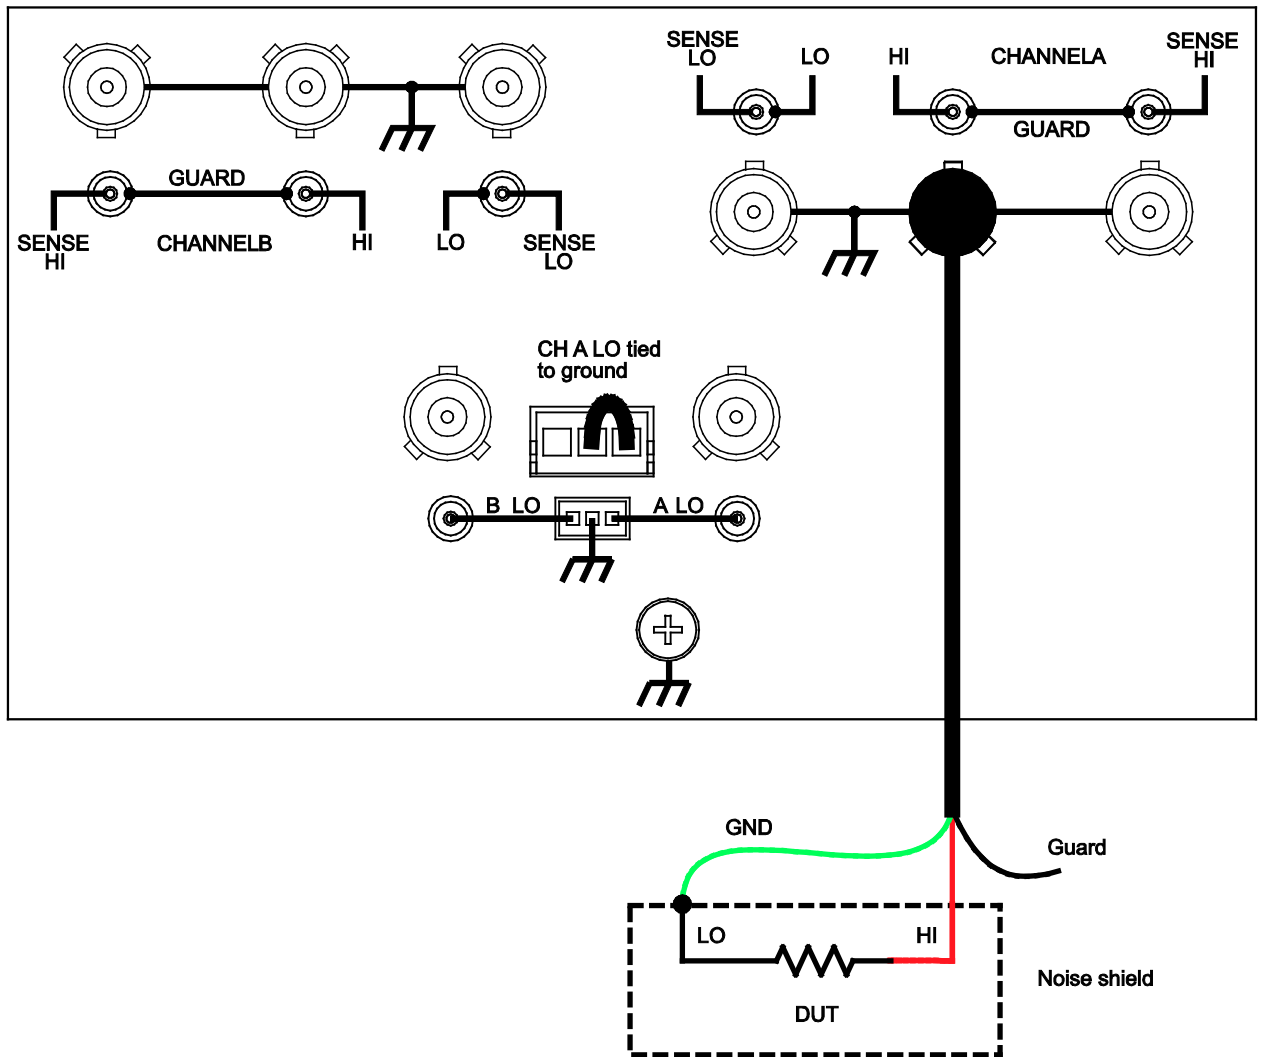 SENSE
LO
LO
HI
CHANNELA
SENSE
HI
GUARD
GUARD
SENSE
HI
CHANNELB
HI
LO
SENSE
LO
CH A LO tied
to ground
B LO
A LO
GND
Guard
LO
HI
Noise shield
DUT